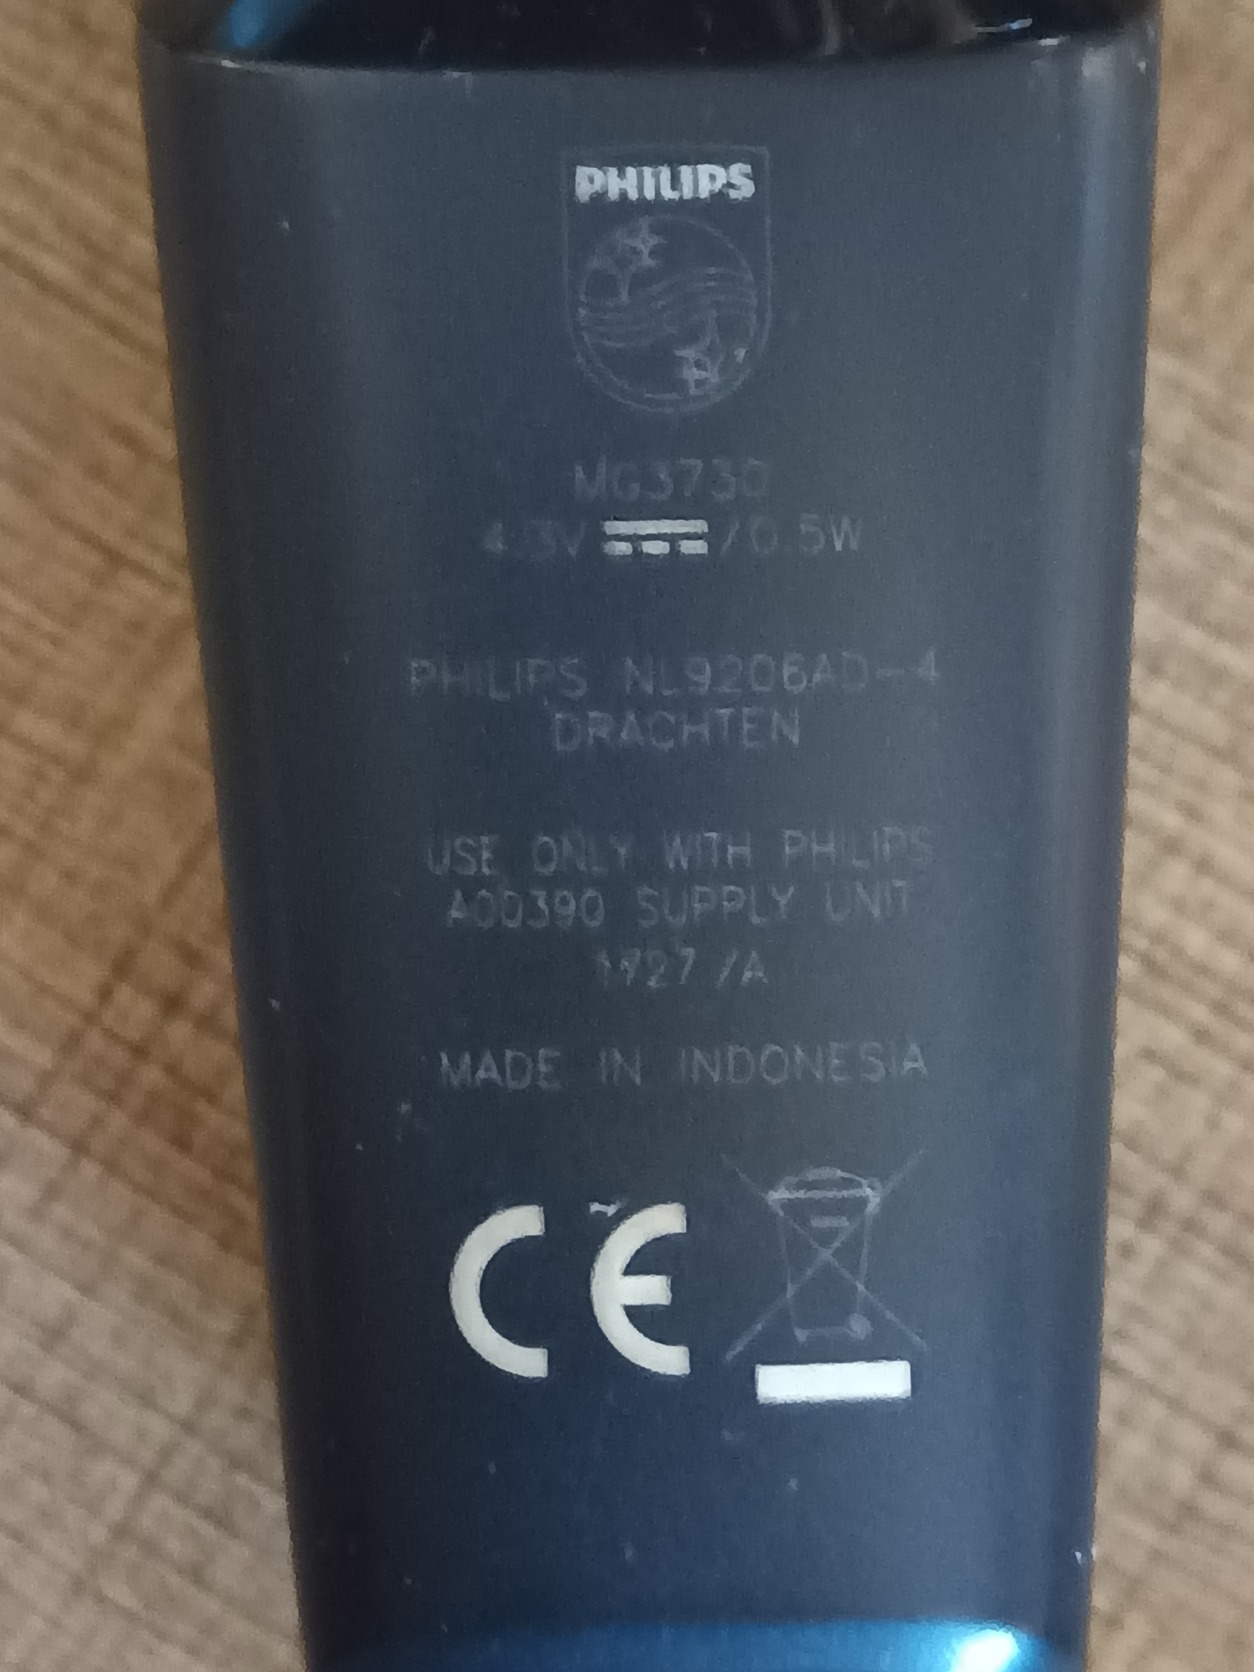 PHILIPS
MG3730
4.3V /0.5W
PHILIPS NL9206AD-4
DRACHTEN
USE ONLY WITH PHILIPS
A00390 SUPPLY UNIT
1727 /A
MADE IN INDONESIA
CE